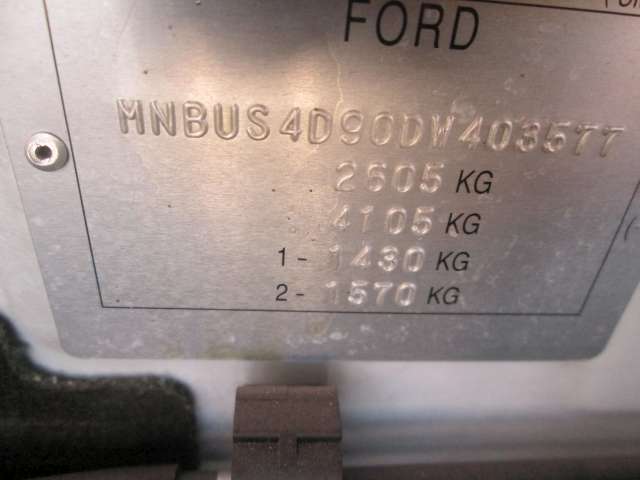 FORD
MNBUS4D90DW403577
2605 KG
4105 KG
1- 1430 KG
2- 1570 KG